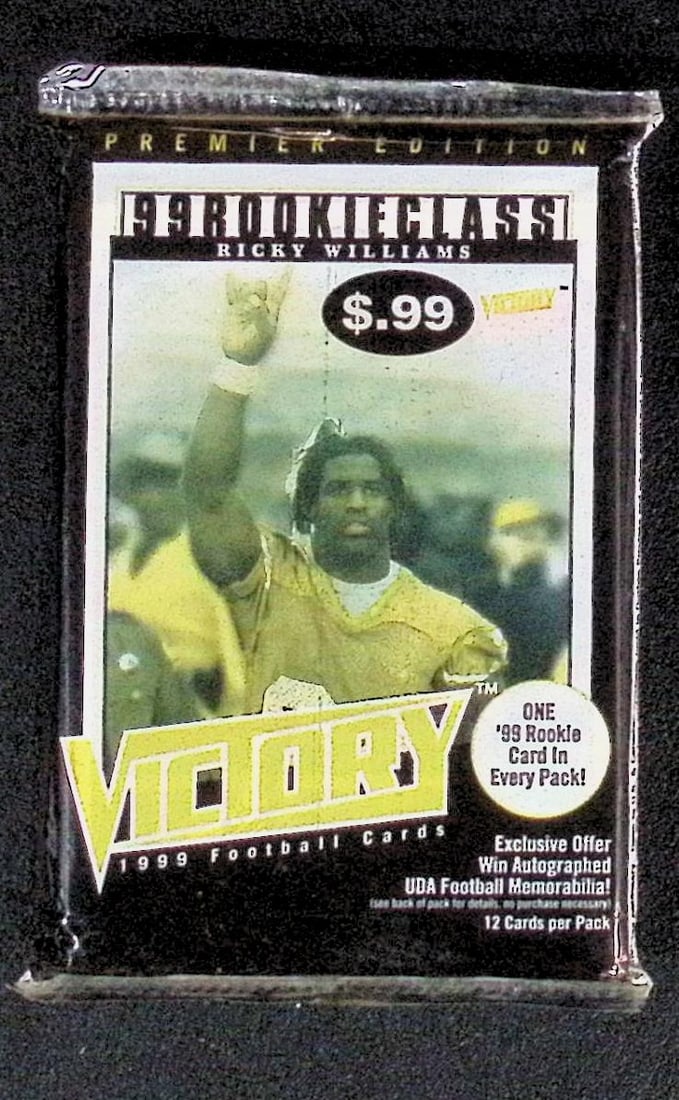 PREMIER EDITION
99 ROOKIE CLASS
RICKY WILLIAMS
$.99
VICTORY
VICTORY™
1999 Football Cards
ONE
'99 Rookie
Card In
Every Pack!
Exclusive Offer
Win Autographed
UDA Football Memorabilia!
(see back of pack for details, no purchase necessary)
12 Cards per Pack